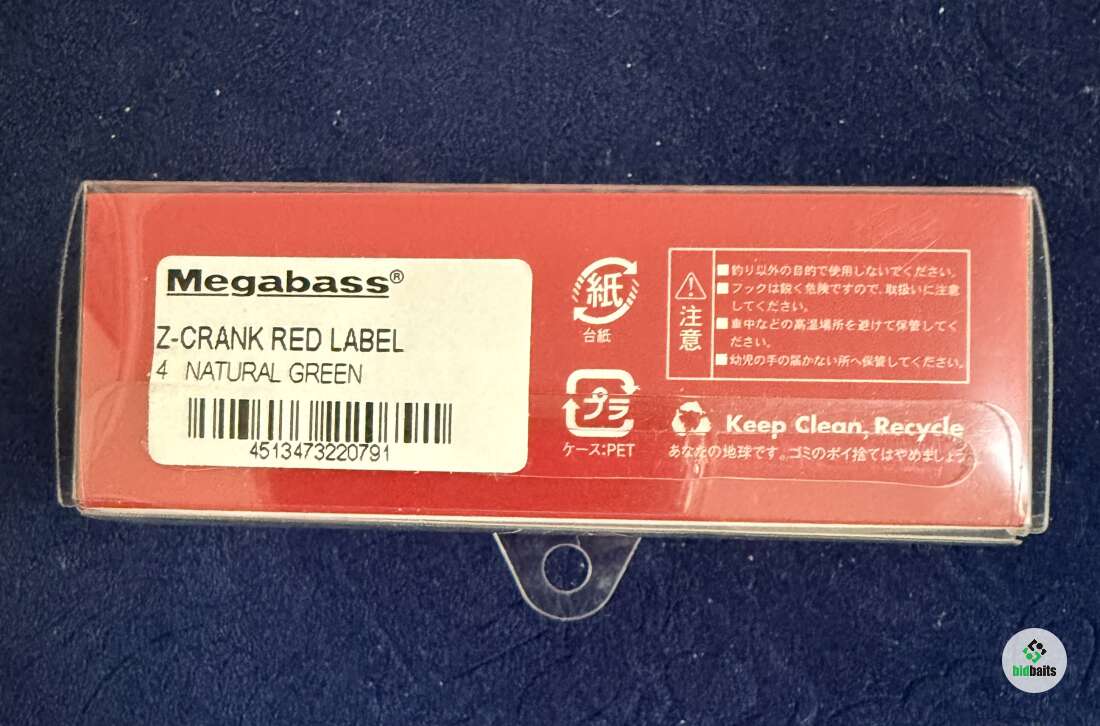 Megabass®
Z-CRANK RED LABEL
4 NATURAL GREEN
4513473220791
紙
台紙
プラ
ケース:PET
注意
■釣り以外の目的で使用しないでください。
■フックは鋭く危険ですので、取扱いに注意
してください。
■車中などの高温場所を避けて保管してく
ださい。
■幼児の手の届かない所へ保管してください。
Keep Clean, Recycle
あなたの地球です。ゴミのポイ捨てはやめましょう
bidbaits